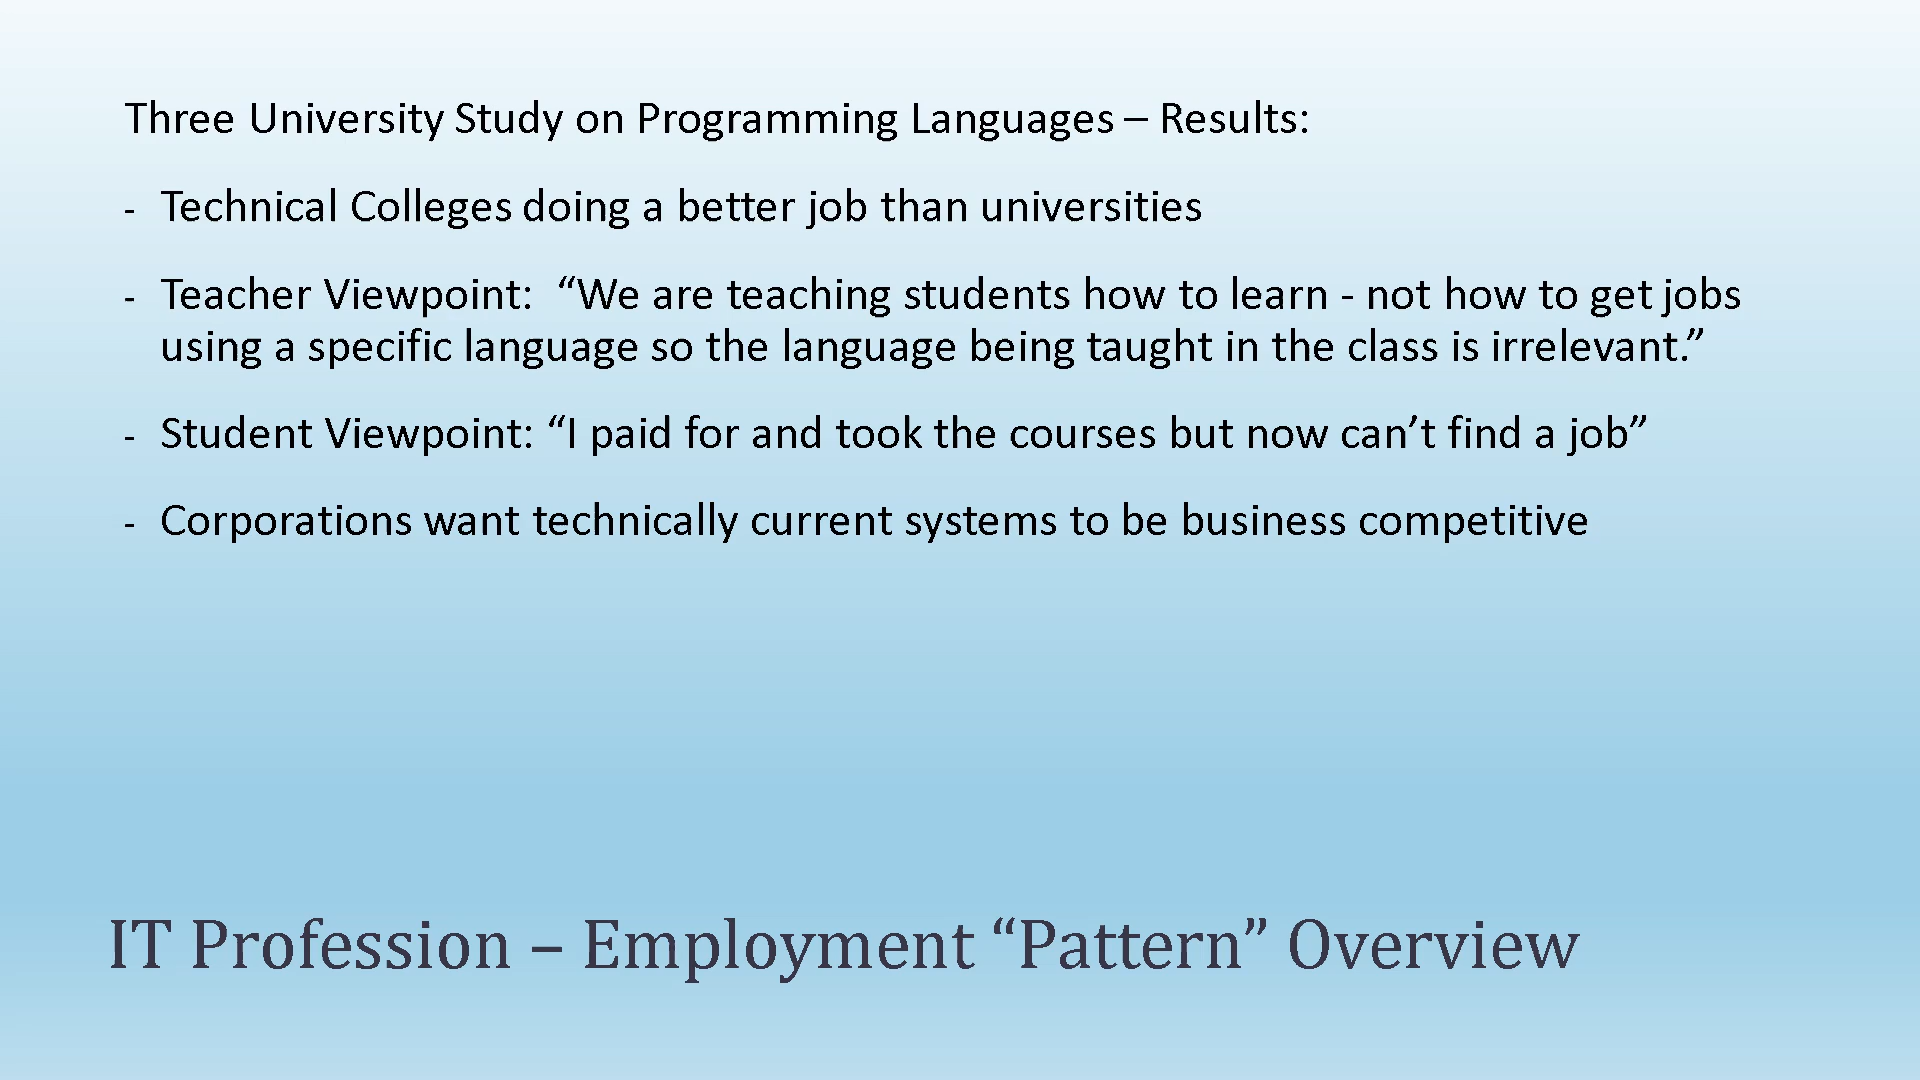 Three University Study on Programming Languages – Results:
- Technical Colleges doing a better job than universities
- Teacher Viewpoint:  “We are teaching students how to learn - not how to get jobs
using a specific language so the language being taught in the class is irrelevant.”
- Student Viewpoint: “I paid for and took the courses but now can’t find a job”
- Corporations want technically current systems to be business competitive
IT Profession – Employment “Pattern” Overview